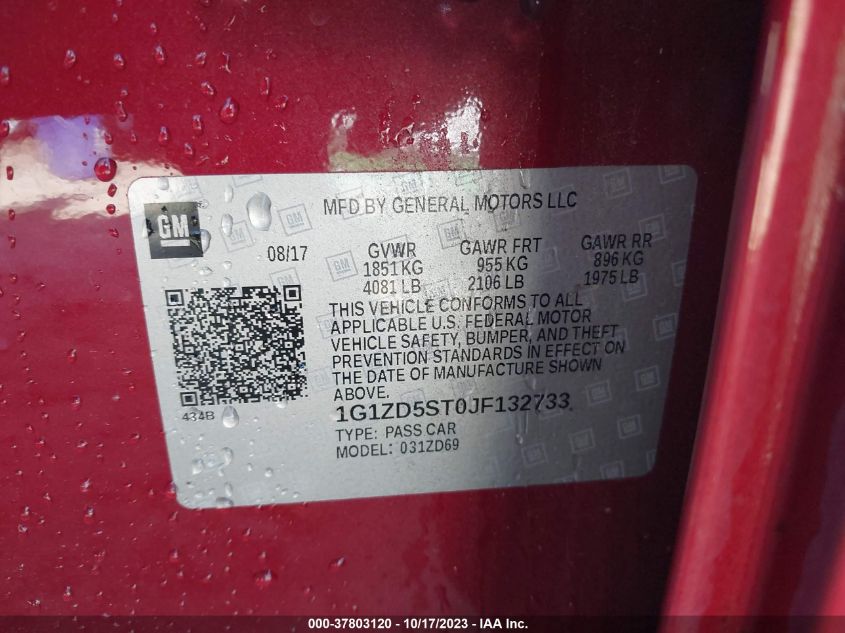 MFD BY GENERAL MOTORS LLC
GM
08/17
GVWR GAWR FRT GAWR RR
1851 KG 955 KG 896 KG
4081 LB 2106 LB 1975 LB
THIS VEHICLE CONFORMS TO ALL
APPLICABLE U.S. FEDERAL MOTOR
VEHICLE SAFETY, BUMPER, AND THEFT
PREVENTION STANDARDS IN EFFECT ON
THE DATE OF MANUFACTURE SHOWN
ABOVE.
434B
1G1ZD5ST0JF132733
TYPE: PASS CAR
MODEL: 031ZD69
000-37803120 - 10/17/2023 - IAA Inc.